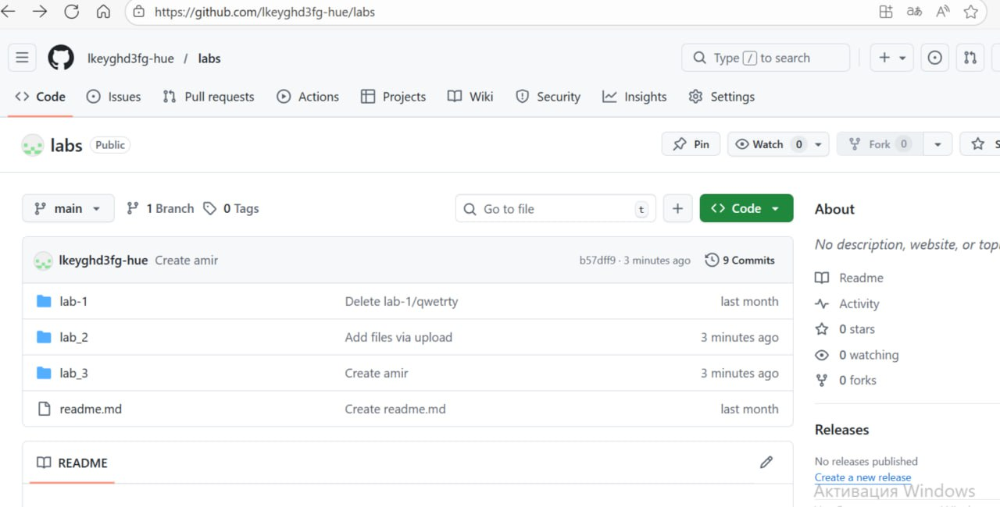 https://github.com/lkeyghd3fg-hue/labs
lkeyghd3fg-hue / labs
Type / to search
Code Issues Pull requests Actions Projects Wiki Security Insights Settings
labs Public
Pin Watch 0 Fork 0
main 1 Branch 0 Tags
Go to file t
Code
About
lkeyghd3fg-hue Create amir b57dff9 · 3 minutes ago 9 Commits
No description, website, or
lab-1 Delete lab-1/qwetrty last month
lab_2 Add files via upload 3 minutes ago
lab_3 Create amir 3 minutes ago
readme.md Create readme.md last month
Readme
Activity
0 stars
0 watching
0 forks
README
Releases
No releases published
Create a new release
Активация Windows